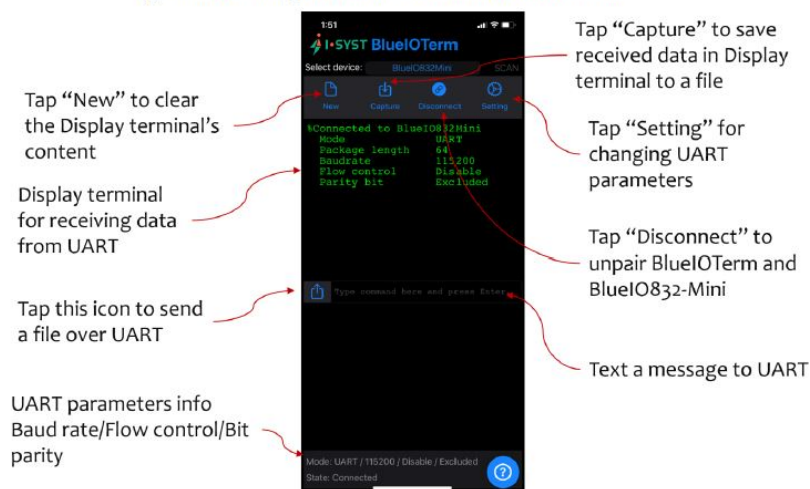 1:51
I-SYST BlueIOTerm
Select device: BlueIO832Mini SCAN
New Capture Disconnect Setting
%Connected to BlueIO832Mini
Mode UART
Package length 64
Baudrate 115200
Flow control Disable
Parity bit Excluded
Type command here and press Enter
Mode: UART / 115200 / Disable / Excluded
State: Connected
?
Tap “New” to clear
the Display terminal’s
content
Display terminal
for receiving data
from UART
Tap this icon to send
a file over UART
UART parameters info
Baud rate/Flow control/Bit
parity
Tap “Capture” to save
received data in Display
terminal to a file
Tap “Setting” for
changing UART
parameters
Tap “Disconnect” to
unpair BlueIOTerm and
BlueIO832-Mini
Text a message to UART